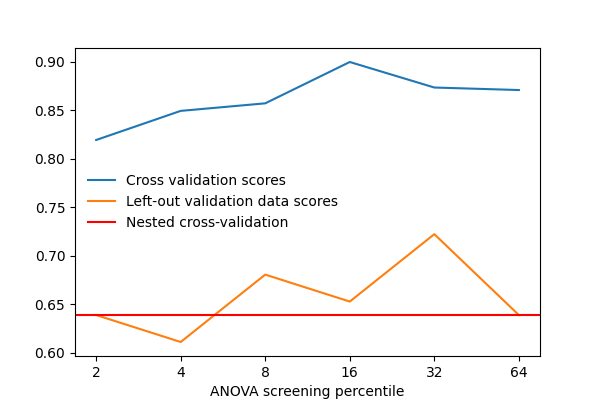 0.90
0.85
0.80
0.75
0.70
0.65
0.60
Cross validation scores
Left-out validation data scores
Nested cross-validation
2 4 8 16 32 64
ANOVA screening percentile